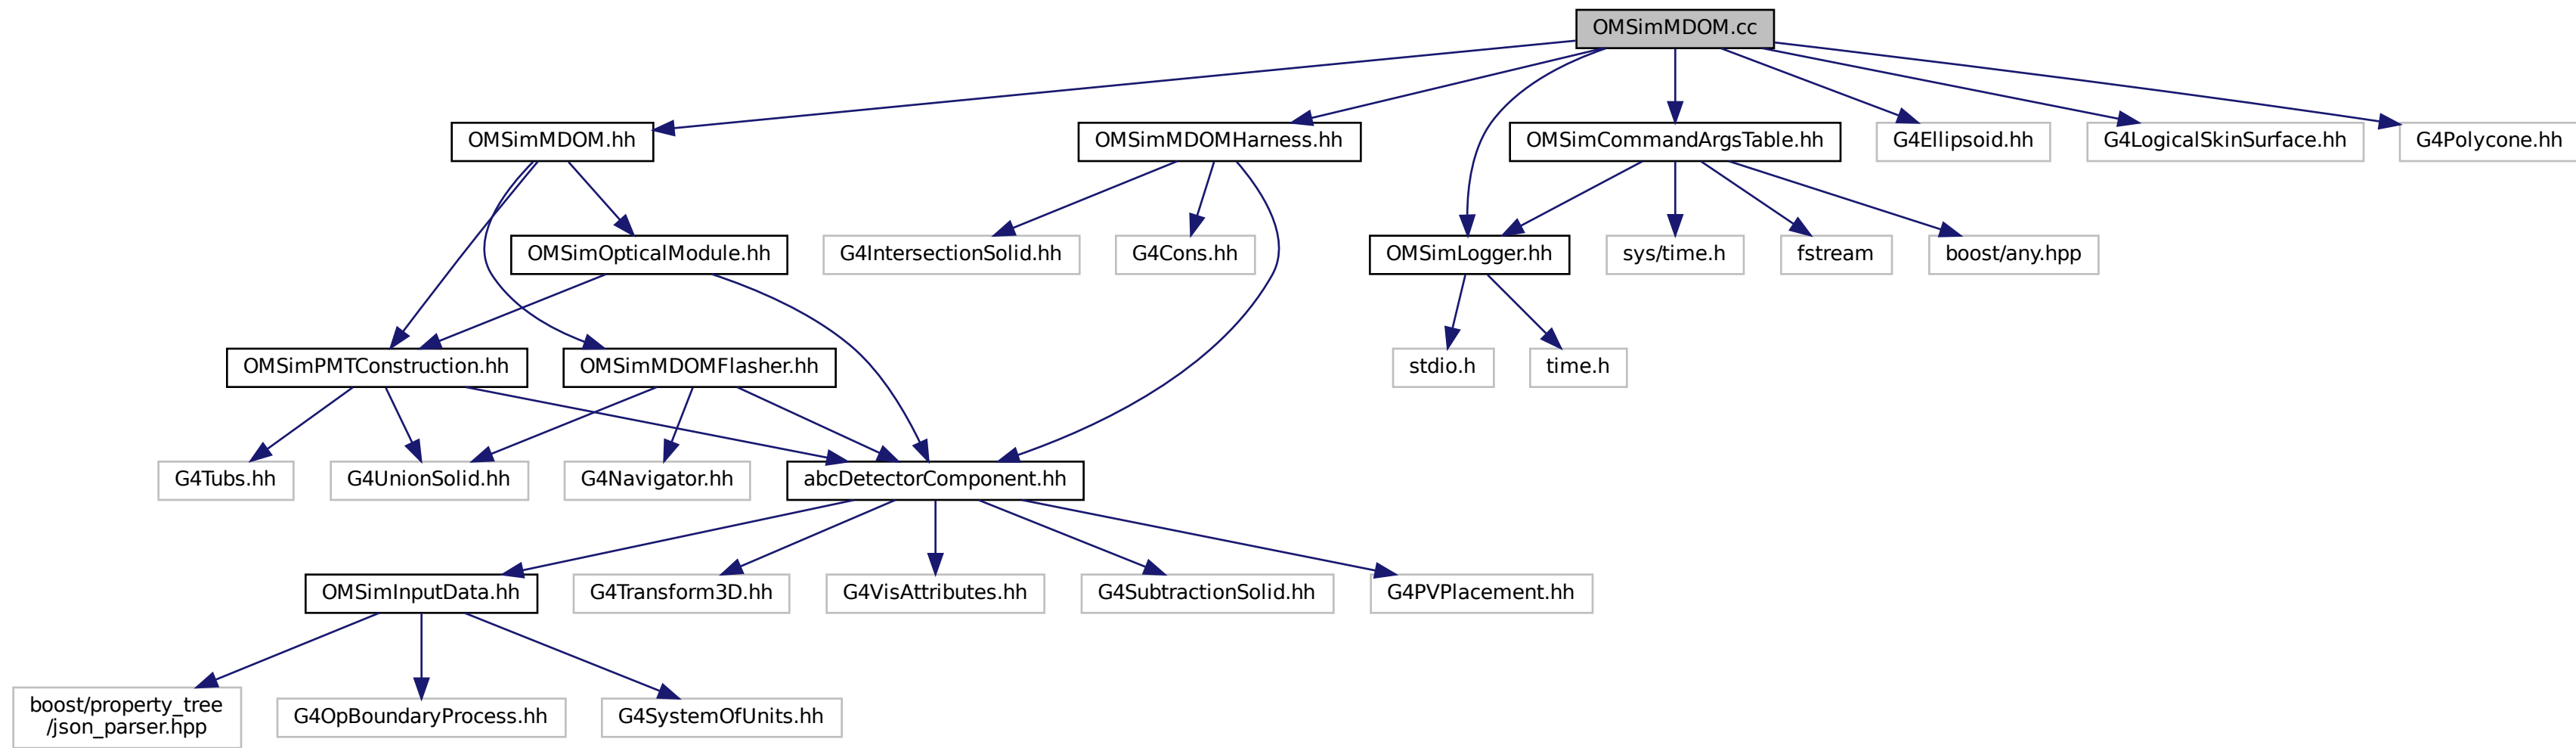 OMSimMDOM.cc
OMSimMDOM.hh
OMSimMDOMHarness.hh
OMSimCommandArgsTable.hh
G4Ellipsoid.hh
G4LogicalSkinSurface.hh
G4Polycone.hh
OMSimOpticalModule.hh
G4IntersectionSolid.hh
G4Cons.hh
OMSimLogger.hh
sys/time.h
fstream
boost/any.hpp
OMSimPMTConstruction.hh
OMSimMDOMFlasher.hh
stdio.h
time.h
G4Tubs.hh
G4UnionSolid.hh
G4Navigator.hh
abcDetectorComponent.hh
OMSimInputData.hh
G4Transform3D.hh
G4VisAttributes.hh
G4SubtractionSolid.hh
G4PVPlacement.hh
boost/property_tree
/json_parser.hpp
G4OpBoundaryProcess.hh
G4SystemOfUnits.hh